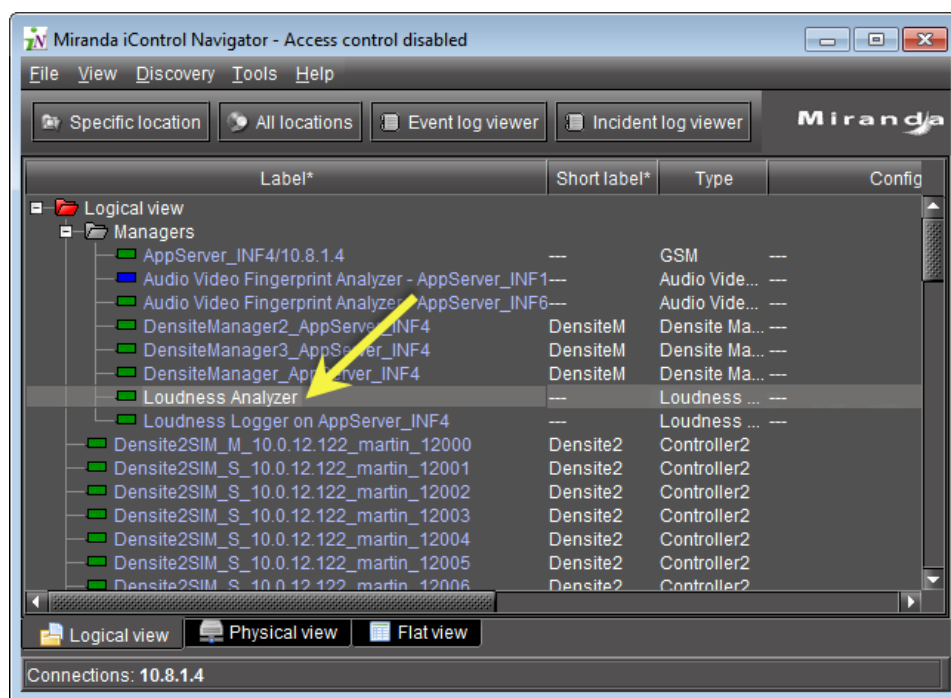 Miranda iControl Navigator - Access control disabled
File View Discovery Tools Help
Specific location All locations Event log viewer Incident log viewer Miranda
Label* Short label* Type Config
Logical view
Managers
AppServer_INF4/10.8.1.4 --- GSM ---
Audio Video Fingerprint Analyzer - AppServer_INF1--- Audio Vide... ---
Audio Video Fingerprint Analyzer - AppServer_INF6--- Audio Vide... ---
DensiteManager2_AppServer_INF4 DensiteM Densite Ma... ---
DensiteManager3_AppServer_INF4 DensiteM Densite Ma... ---
DensiteManager_AppServer_INF4 DensiteM Densite Ma... ---
Loudness Analyzer --- Loudness ... ---
Loudness Logger on AppServer_INF4 --- Loudness ... ---
Densite2SIM_M_10.0.12.122_martin_12000 Densite2 Controller2
Densite2SIM_S_10.0.12.122_martin_12001 Densite2 Controller2
Densite2SIM_S_10.0.12.122_martin_12002 Densite2 Controller2
Densite2SIM_S_10.0.12.122_martin_12003 Densite2 Controller2
Densite2SIM_S_10.0.12.122_martin_12004 Densite2 Controller2
Densite2SIM_S_10.0.12.122_martin_12005 Densite2 Controller2
Densite2SIM_S_10.0.12.122_martin_12006 Densite2 Controller2
Logical view Physical view Flat view
Connections: 10.8.1.4